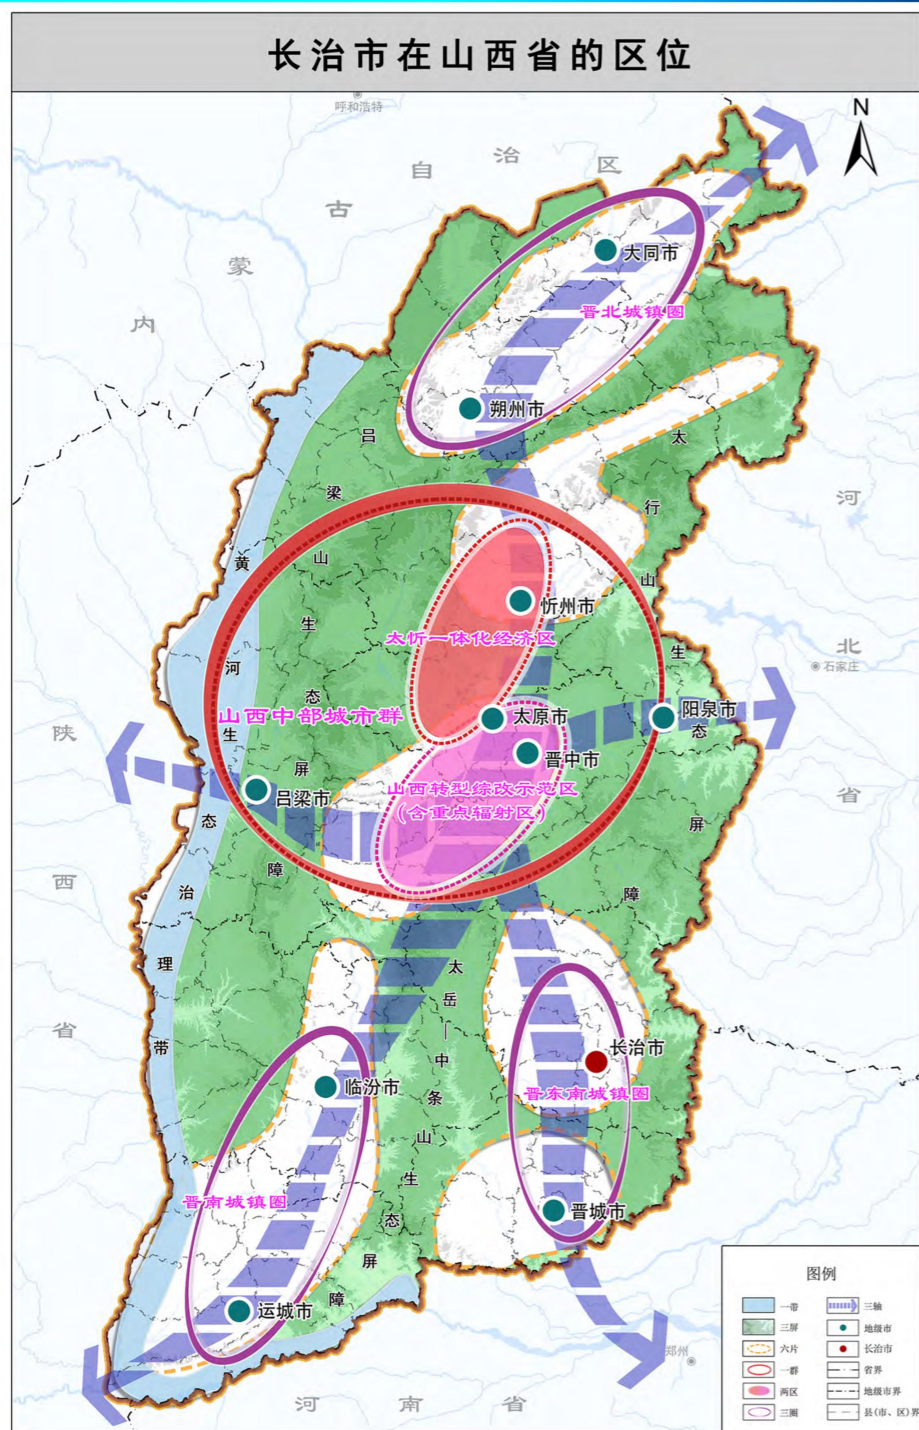 长治市在山西省的区位
N
呼和浩特
内蒙古自治区
大同市
晋北城镇圈
朔州市
吕梁山生态屏障
太行山生态屏障
河北省
黄河生态治理带
忻州市
太忻一体化经济区
石家庄
山西中部城市群
太原市
阳泉市
晋中市
陕西省
吕梁市
山西转型综改示范区
(含重点辐射区)
太岳—中条山生态屏障
长治市
临汾市
晋东南城镇圈
晋南城镇圈
晋城市
运城市
郑州
河南省
图例
一带
三屏
六片
一群
两区
三圈
三轴
地级市
长治市
省界
地级市界
县(市、区)界